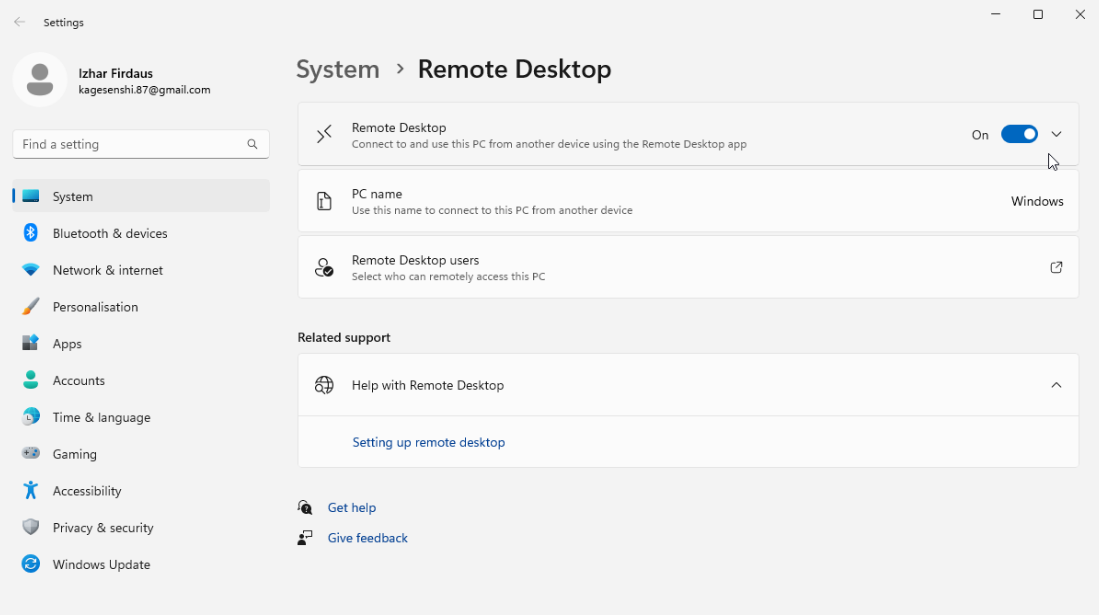 Settings
Izhar Firdaus
kagesenshi.87@gmail.com
Find a setting
System
Bluetooth & devices
Network & internet
Personalisation
Apps
Accounts
Time & language
Gaming
Accessibility
Privacy & security
Windows Update
System > Remote Desktop
Remote Desktop
Connect to and use this PC from another device using the Remote Desktop app
On
PC name
Use this name to connect to this PC from another device
Windows
Remote Desktop users
Select who can remotely access this PC
Related support
Help with Remote Desktop
Setting up remote desktop
Get help
Give feedback